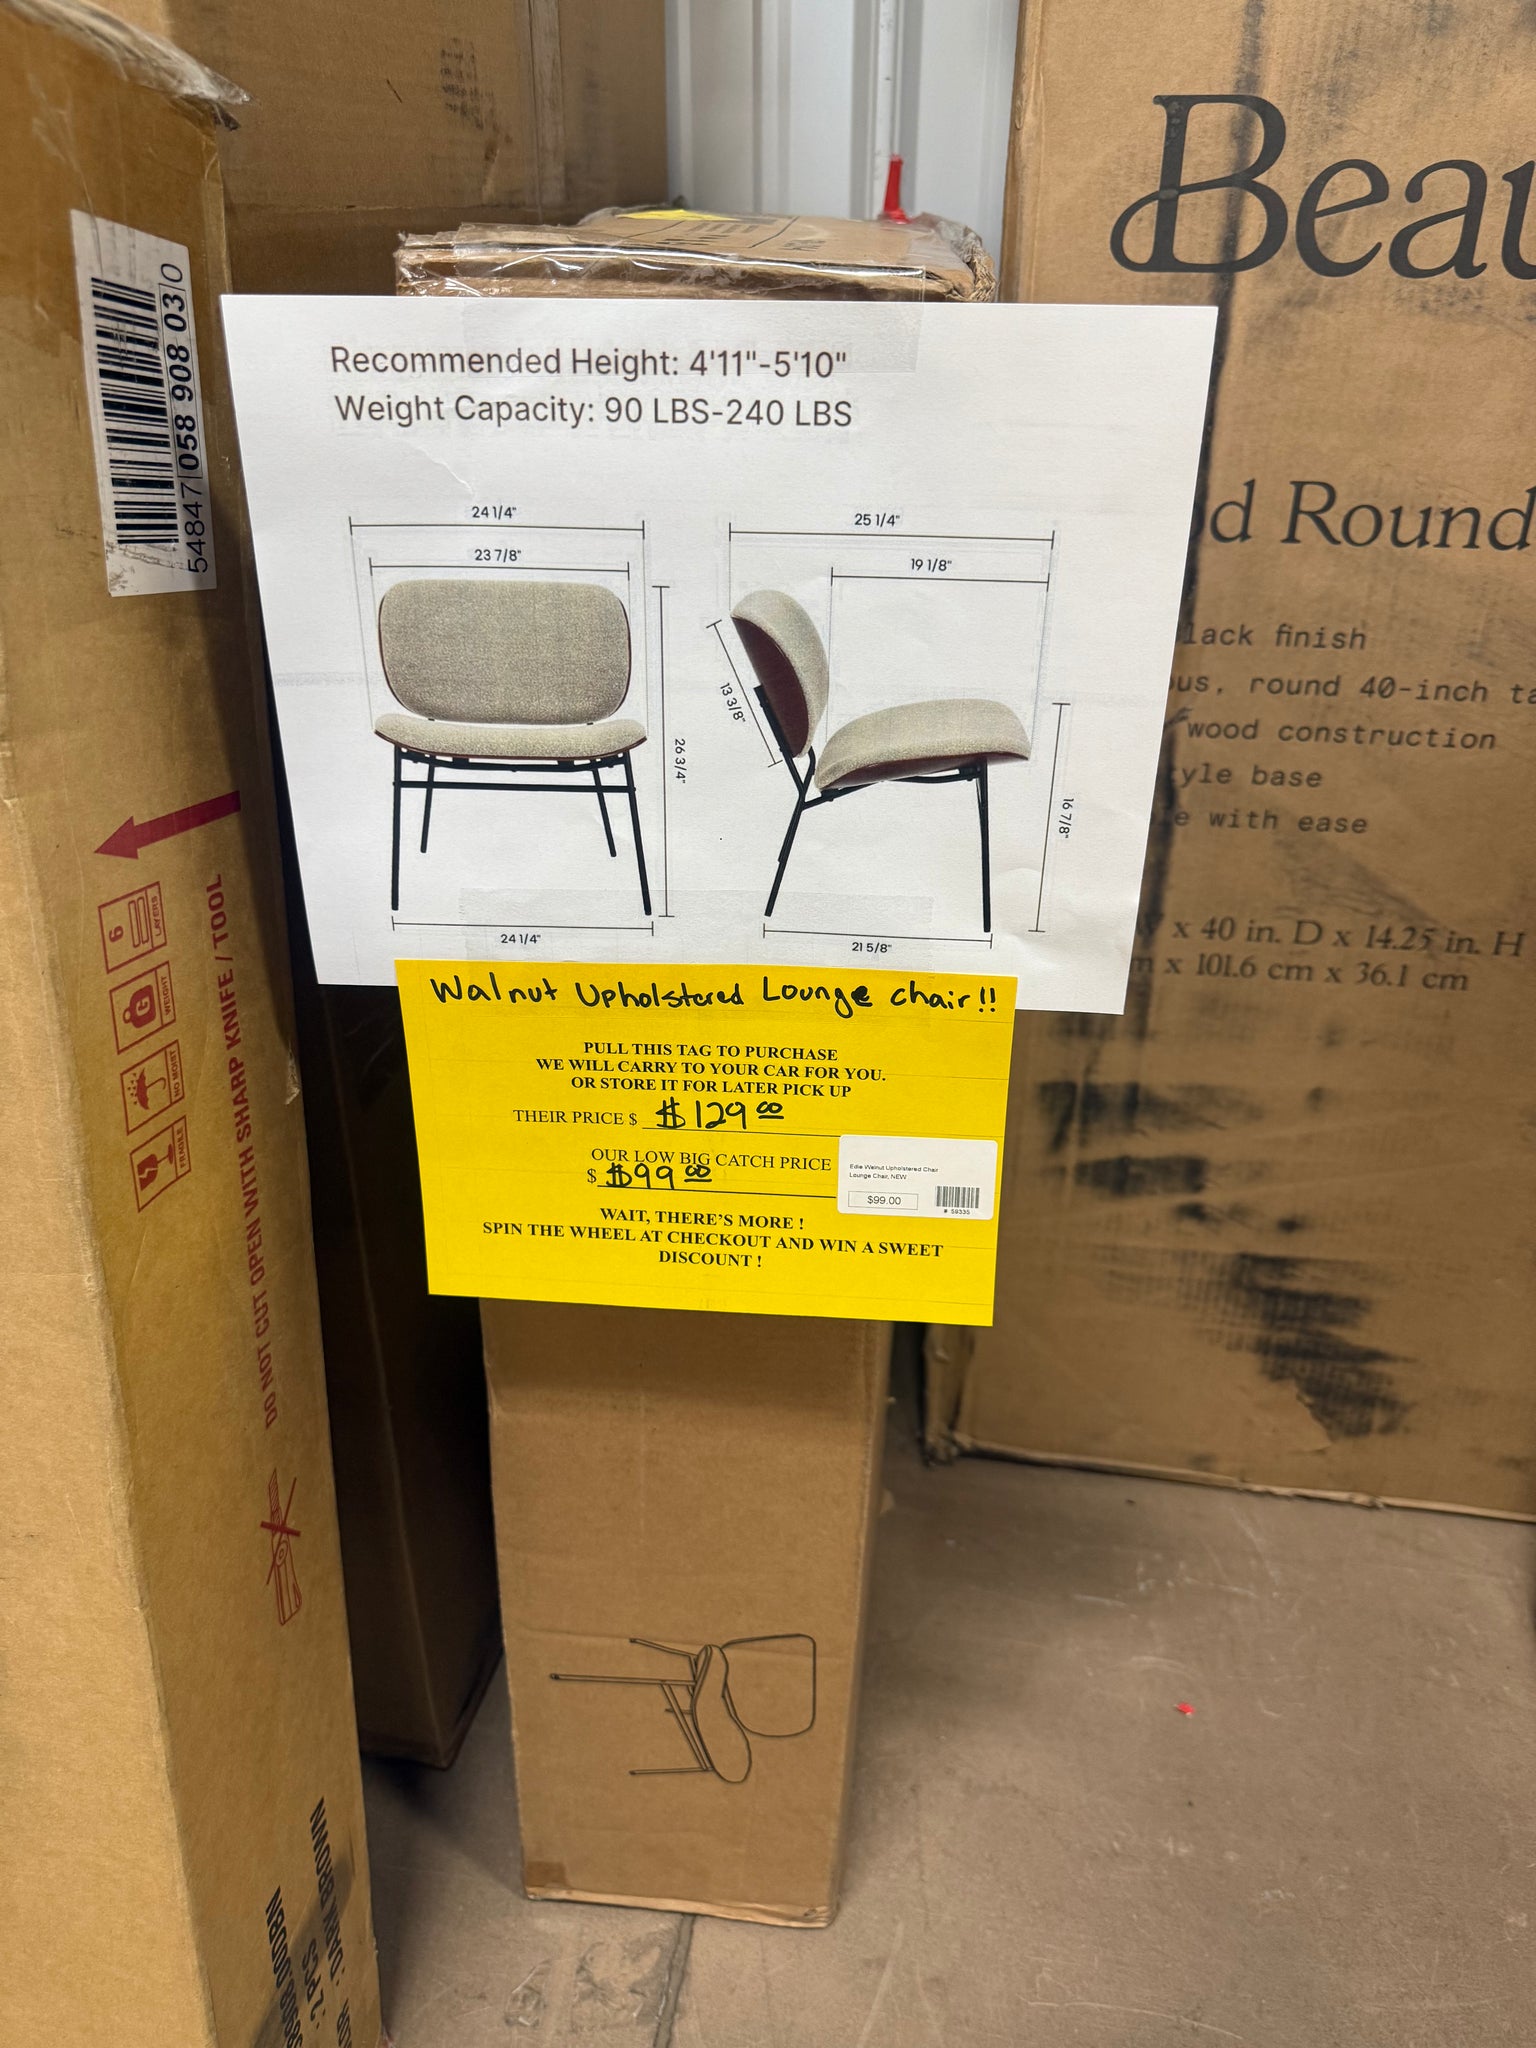 54847 058 908 03 0
Recommended Height: 4'11"-5'10"
Weight Capacity: 90 LBS-240 LBS
24 1/4"
23 7/8"
26 3/4"
24 1/4"
25 1/4"
19 1/8"
13 3/8"
16 7/8"
21 5/8"
Walnut Upholstered Lounge chair!!
PULL THIS TAG TO PURCHASE
WE WILL CARRY TO YOUR CAR FOR YOU.
OR STORE IT FOR LATER PICK UP
THEIR PRICE $ $129.00
OUR LOW BIG CATCH PRICE
$ $99.00
Edie Walnut Upholstered Chair
Lounge Chair, NEW
$99.00
# 59335
WAIT, THERE'S MORE !
SPIN THE WHEEL AT CHECKOUT AND WIN A SWEET
DISCOUNT !
6 LAYERS
G WEIGHT
NO MOIST
FRAGILE
DO NOT CUT OPEN WITH SHARP KNIFE / TOOL
: DARK BROWN
: 2 PCS
Beau
d Round
lack finish
us, round 40-inch ta
wood construction
tyle base
e with ease
x 40 in. D x 14.25 in. H
x 101.6 cm x 36.1 cm